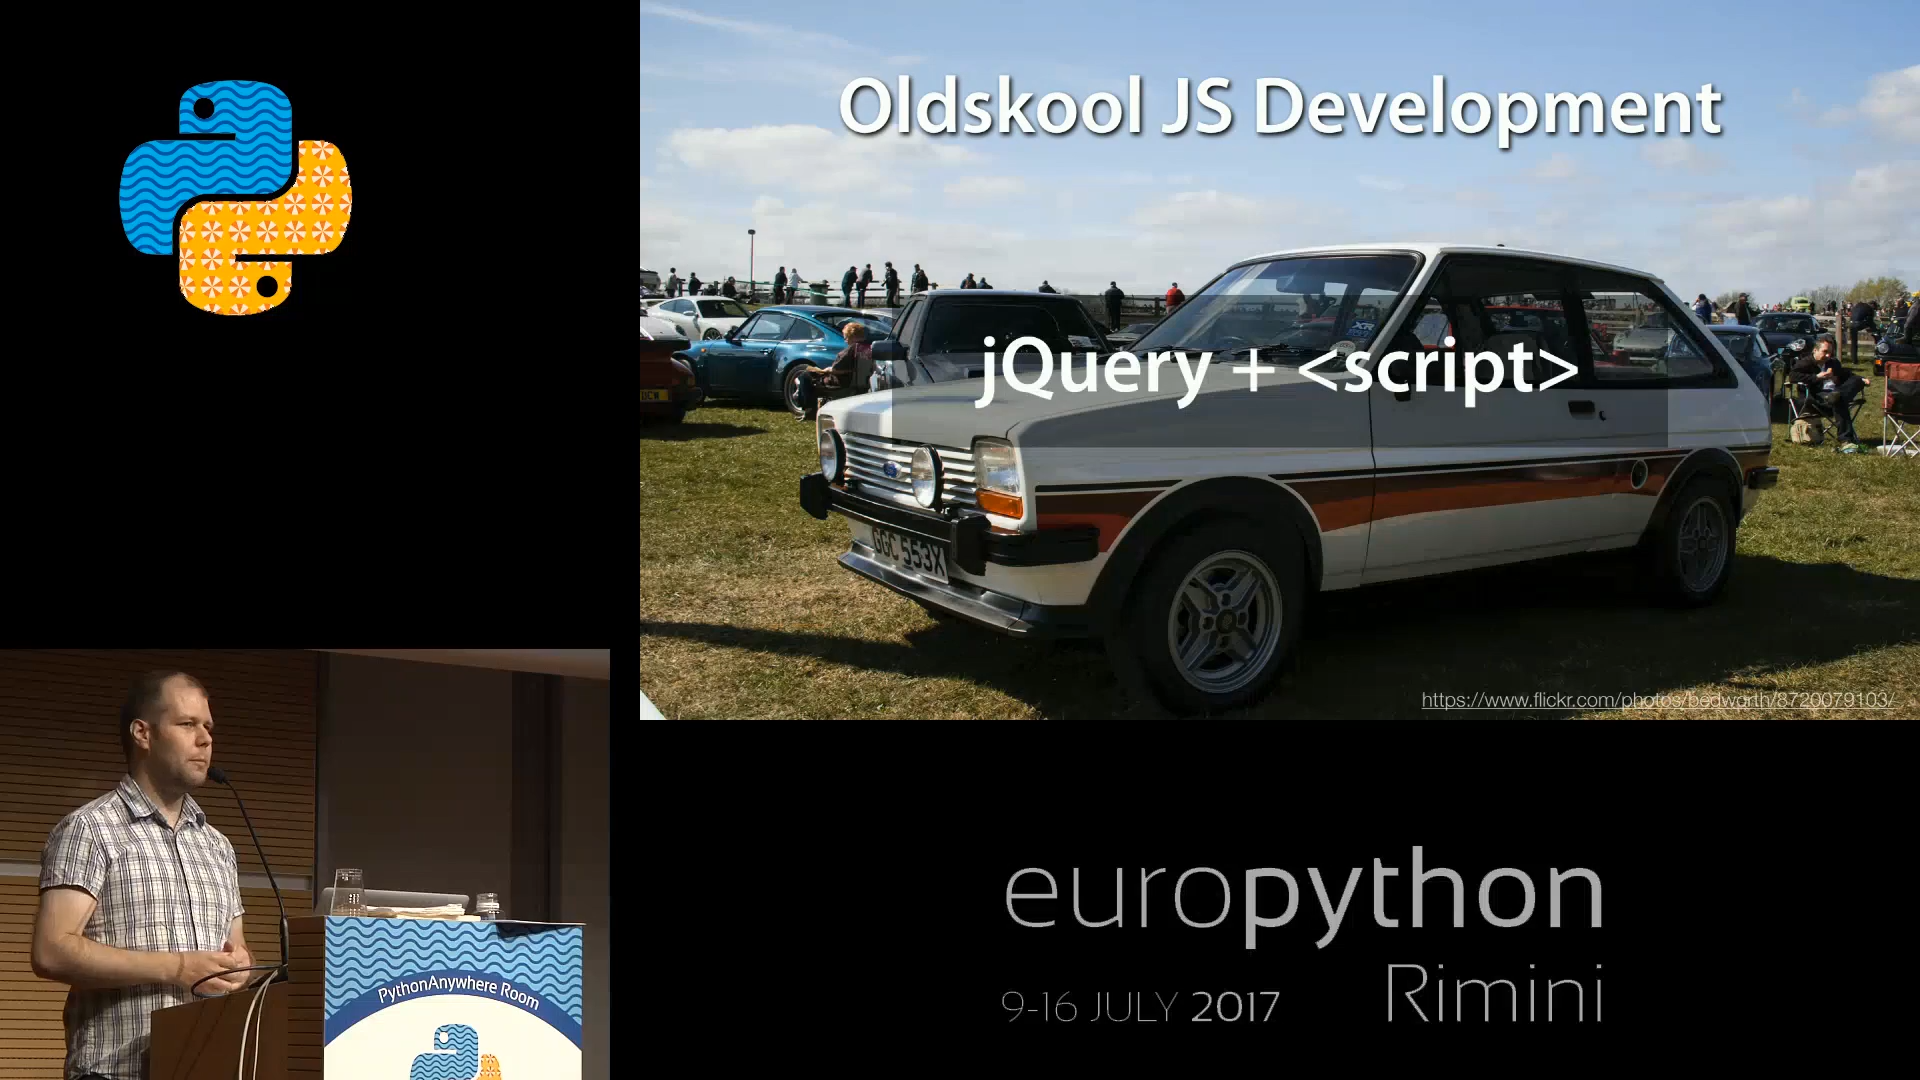 Oldskool JS Development
jQuery + <script>
XR
GGC 553X
https://www.flickr.com/photos/bedworth/8720079103/
PythonAnywhere Room
europython
9-16 JULY 2017
Rimini